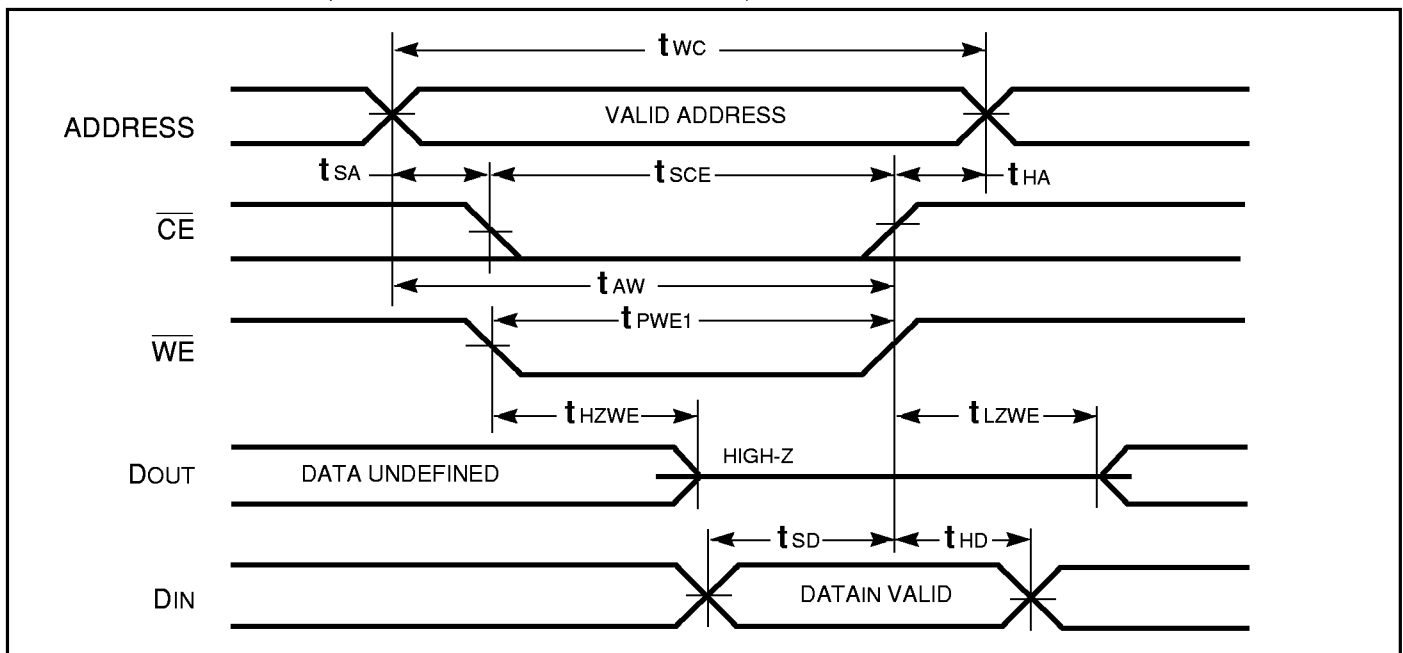 tWC
ADDRESS
VALID ADDRESS
tSA
tSCE
tHA
CE
tAW
tPWE1
WE
tHZWE
tLZWE
DOUT
DATA UNDEFINED
HIGH-Z
tSD
tHD
DIN
DATAIN VALID